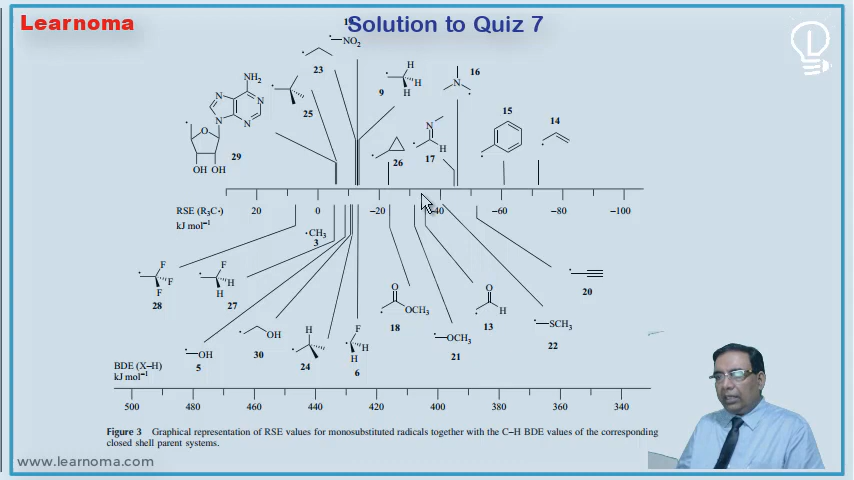 Learnoma
Solution to Quiz 7
19
NO2
23
NH2
N
N
N
N
O
OH OH
29
25
9
H
H
H
16
N
15
14
26
N
H
17
RSE (R3C•)
kJ mol−1
20
0
−20
−40
−60
−80
−100
•CH3
3
F
F
F
28
F
H
H
27
O
OCH3
18
O
H
13
20
OH
5
OH
30
H
24
F
H
H
6
OCH3
21
SCH3
22
BDE (X–H)
kJ mol−1
500
480
460
440
420
400
380
360
340
Figure 3 Graphical representation of RSE values for monosubstituted radicals together with the C–H BDE values of the corresponding
closed shell parent systems.
www.learnoma.com